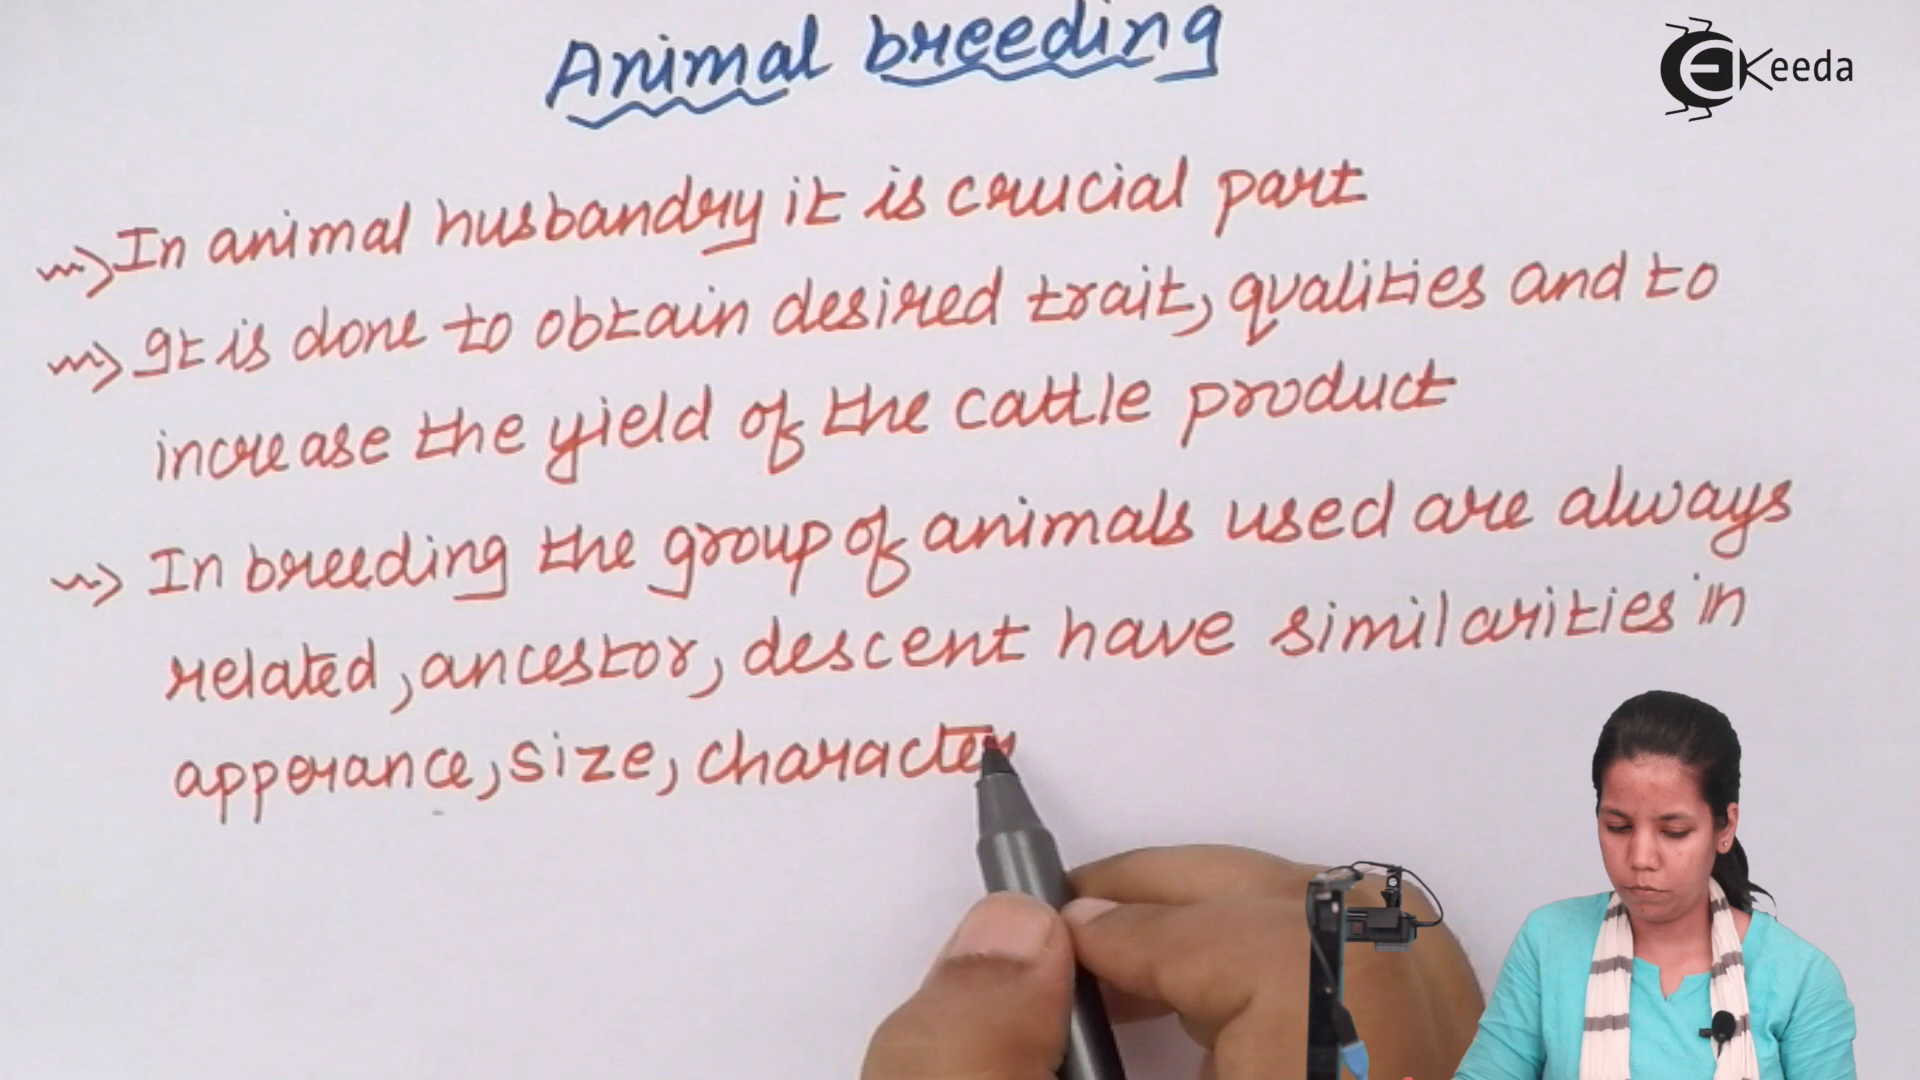 Animal breeding
EKeeda
In animal husbandry it is crucial part
It is done to obtain desired trait, qualities and to
increase the yield of the cattle product
In breeding the group of animals used are always
related, ancestor, descent have similarities in
apperance, size, character